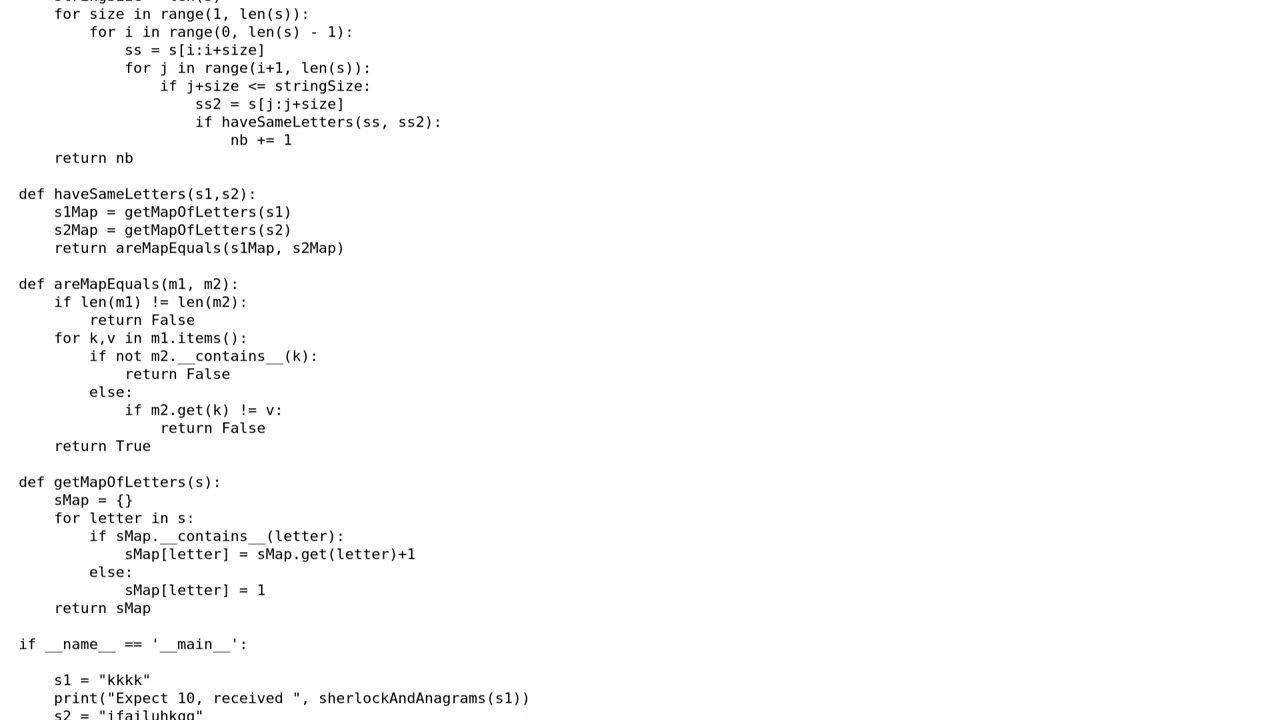 for size in range(1, len(s)):
        for i in range(0, len(s) - 1):
            ss = s[i:i+size]
            for j in range(i+1, len(s)):
                if j+size <= stringSize:
                    ss2 = s[j:j+size]
                    if haveSameLetters(ss, ss2):
                        nb += 1
    return nb

def haveSameLetters(s1,s2):
    s1Map = getMapOfLetters(s1)
    s2Map = getMapOfLetters(s2)
    return areMapEquals(s1Map, s2Map)

def areMapEquals(m1, m2):
    if len(m1) != len(m2):
        return False
    for k,v in m1.items():
        if not m2.__contains__(k):
            return False
        else:
            if m2.get(k) != v:
                return False
    return True

def getMapOfLetters(s):
    sMap = {}
    for letter in s:
        if sMap.__contains__(letter):
            sMap[letter] = sMap.get(letter)+1
        else:
            sMap[letter] = 1
    return sMap

if __name__ == '__main__':

    s1 = "kkkk"
    print("Expect 10, received ", sherlockAndAnagrams(s1))
    s2 =